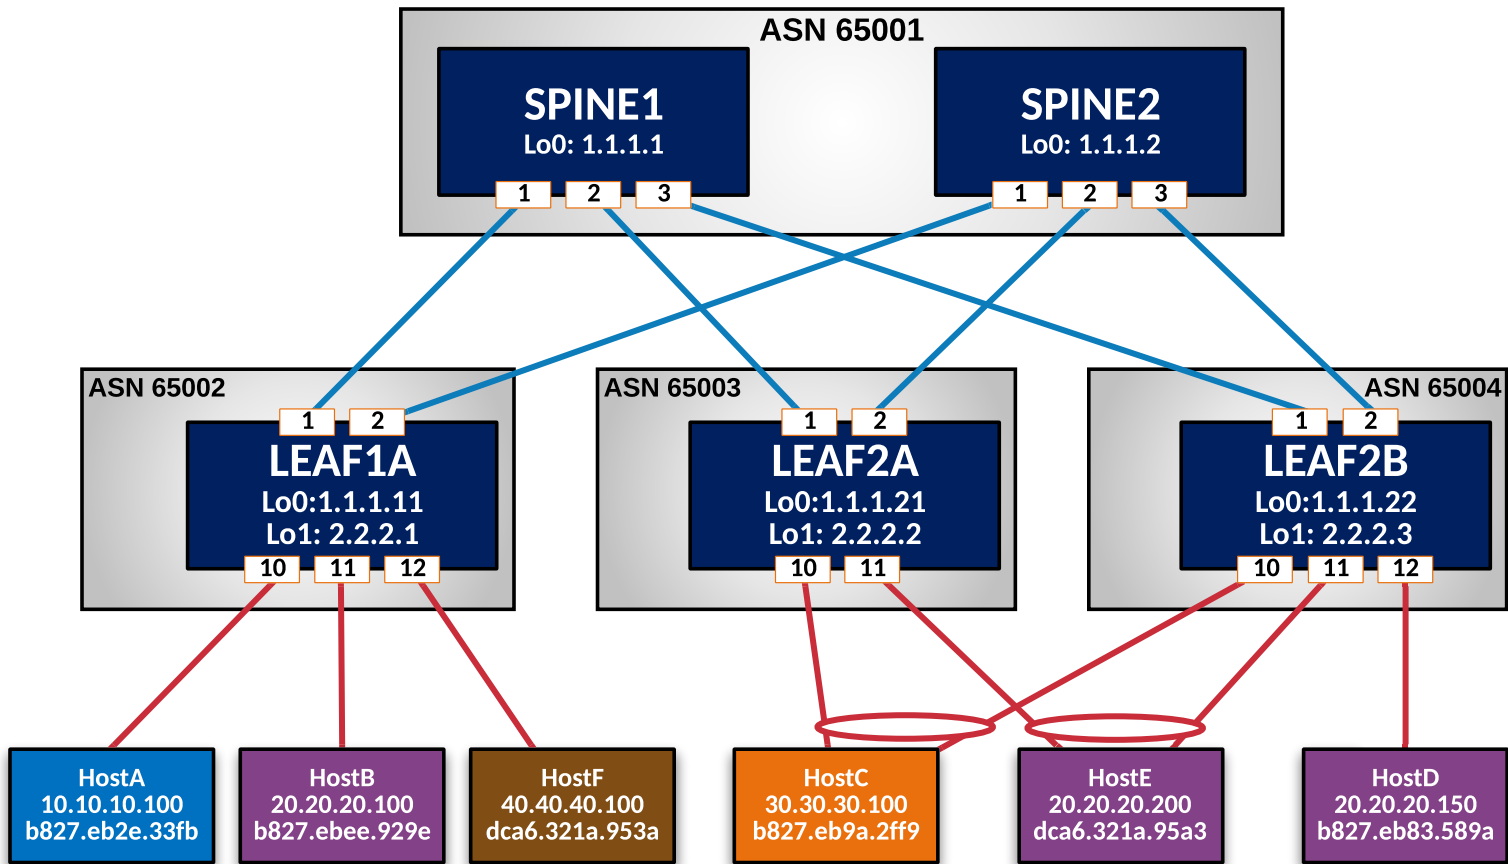 ASN 65001
SPINE1
Lo0: 1.1.1.1
1 2 3
SPINE2
Lo0: 1.1.1.2
1 2 3
ASN 65002
1 2
LEAF1A
Lo0:1.1.1.11
Lo1: 2.2.2.1
10 11 12
ASN 65003
1 2
LEAF2A
Lo0:1.1.1.21
Lo1: 2.2.2.2
10 11
ASN 65004
1 2
LEAF2B
Lo0:1.1.1.22
Lo1: 2.2.2.3
10 11 12
HostA
10.10.10.100
b827.eb2e.33fb
HostB
20.20.20.100
b827.ebee.929e
HostF
40.40.40.100
dca6.321a.953a
HostC
30.30.30.100
b827.eb9a.2ff9
HostE
20.20.20.200
dca6.321a.95a3
HostD
20.20.20.150
b827.eb83.589a